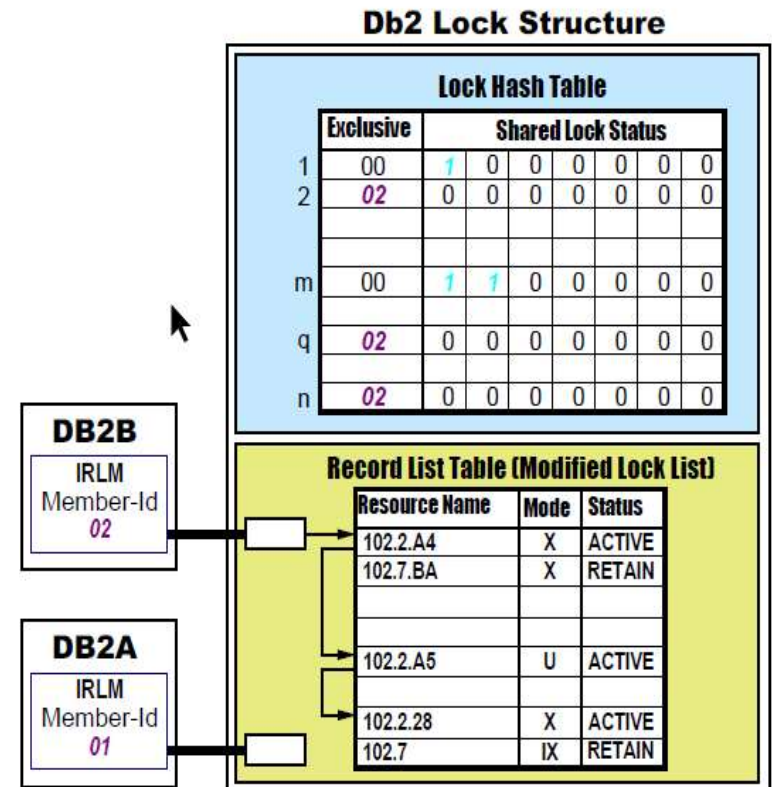 Db2 Lock Structure
Lock Hash Table
Exclusive Shared Lock Status
1 00 1 0 0 0 0 0 0
2 02 0 0 0 0 0 0 0
m 00 1 1 0 0 0 0 0
q 02 0 0 0 0 0 0 0
n 02 0 0 0 0 0 0 0
DB2B
IRLM
Member-Id
02
Record List Table (Modified Lock List)
Resource Name Mode Status
102.2.A4 X ACTIVE
102.7.BA X RETAIN
102.2.A5 U ACTIVE
102.2.28 X ACTIVE
102.7 IX RETAIN
DB2A
IRLM
Member-Id
01